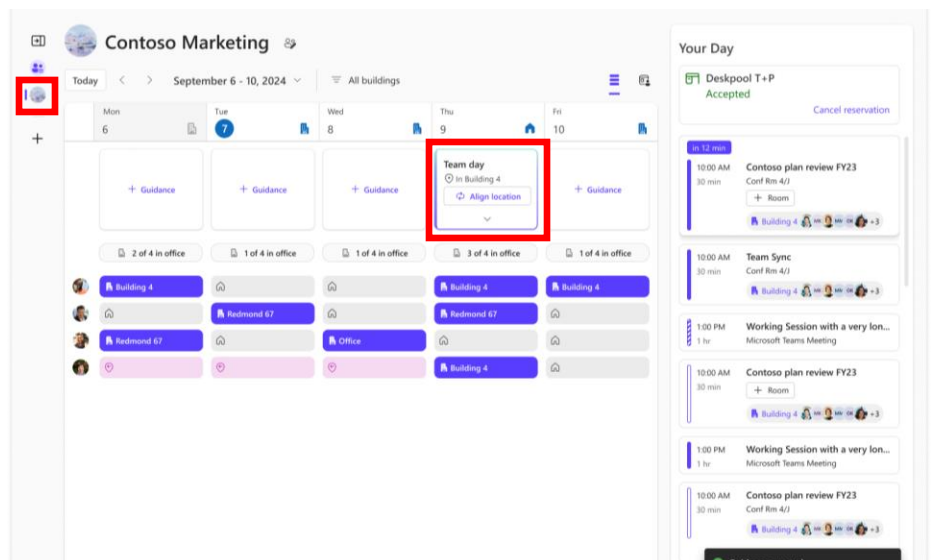 Contoso Marketing
Today
September 6 - 10, 2024
All buildings
Mon
6
Tue
7
Wed
8
Thu
9
Fri
10
+ Guidance
+ Guidance
+ Guidance
Team day
In Building 4
Align location
+ Guidance
2 of 4 in office
1 of 4 in office
1 of 4 in office
3 of 4 in office
1 of 4 in office
Building 4
Building 4
Building 4
Redmond 67
Redmond 67
Redmond 67
Office
Building 4
Your Day
Deskpool T+P
Accepted
Cancel reservation
in 12 min
10:00 AM
Contoso plan review FY23
30 min
Conf Rm 4/J
+ Room
Building 4
+3
10:00 AM
Team Sync
30 min
Conf Rm 4/J
Building 4
+3
1:00 PM
Working Session with a very lon...
1 hr
Microsoft Teams Meeting
10:00 AM
Contoso plan review FY23
30 min
+ Room
Building 4
+3
1:00 PM
Working Session with a very lon...
1 hr
Microsoft Teams Meeting
10:00 AM
Contoso plan review FY23
30 min
Conf Rm 4/J
Building 4
+3